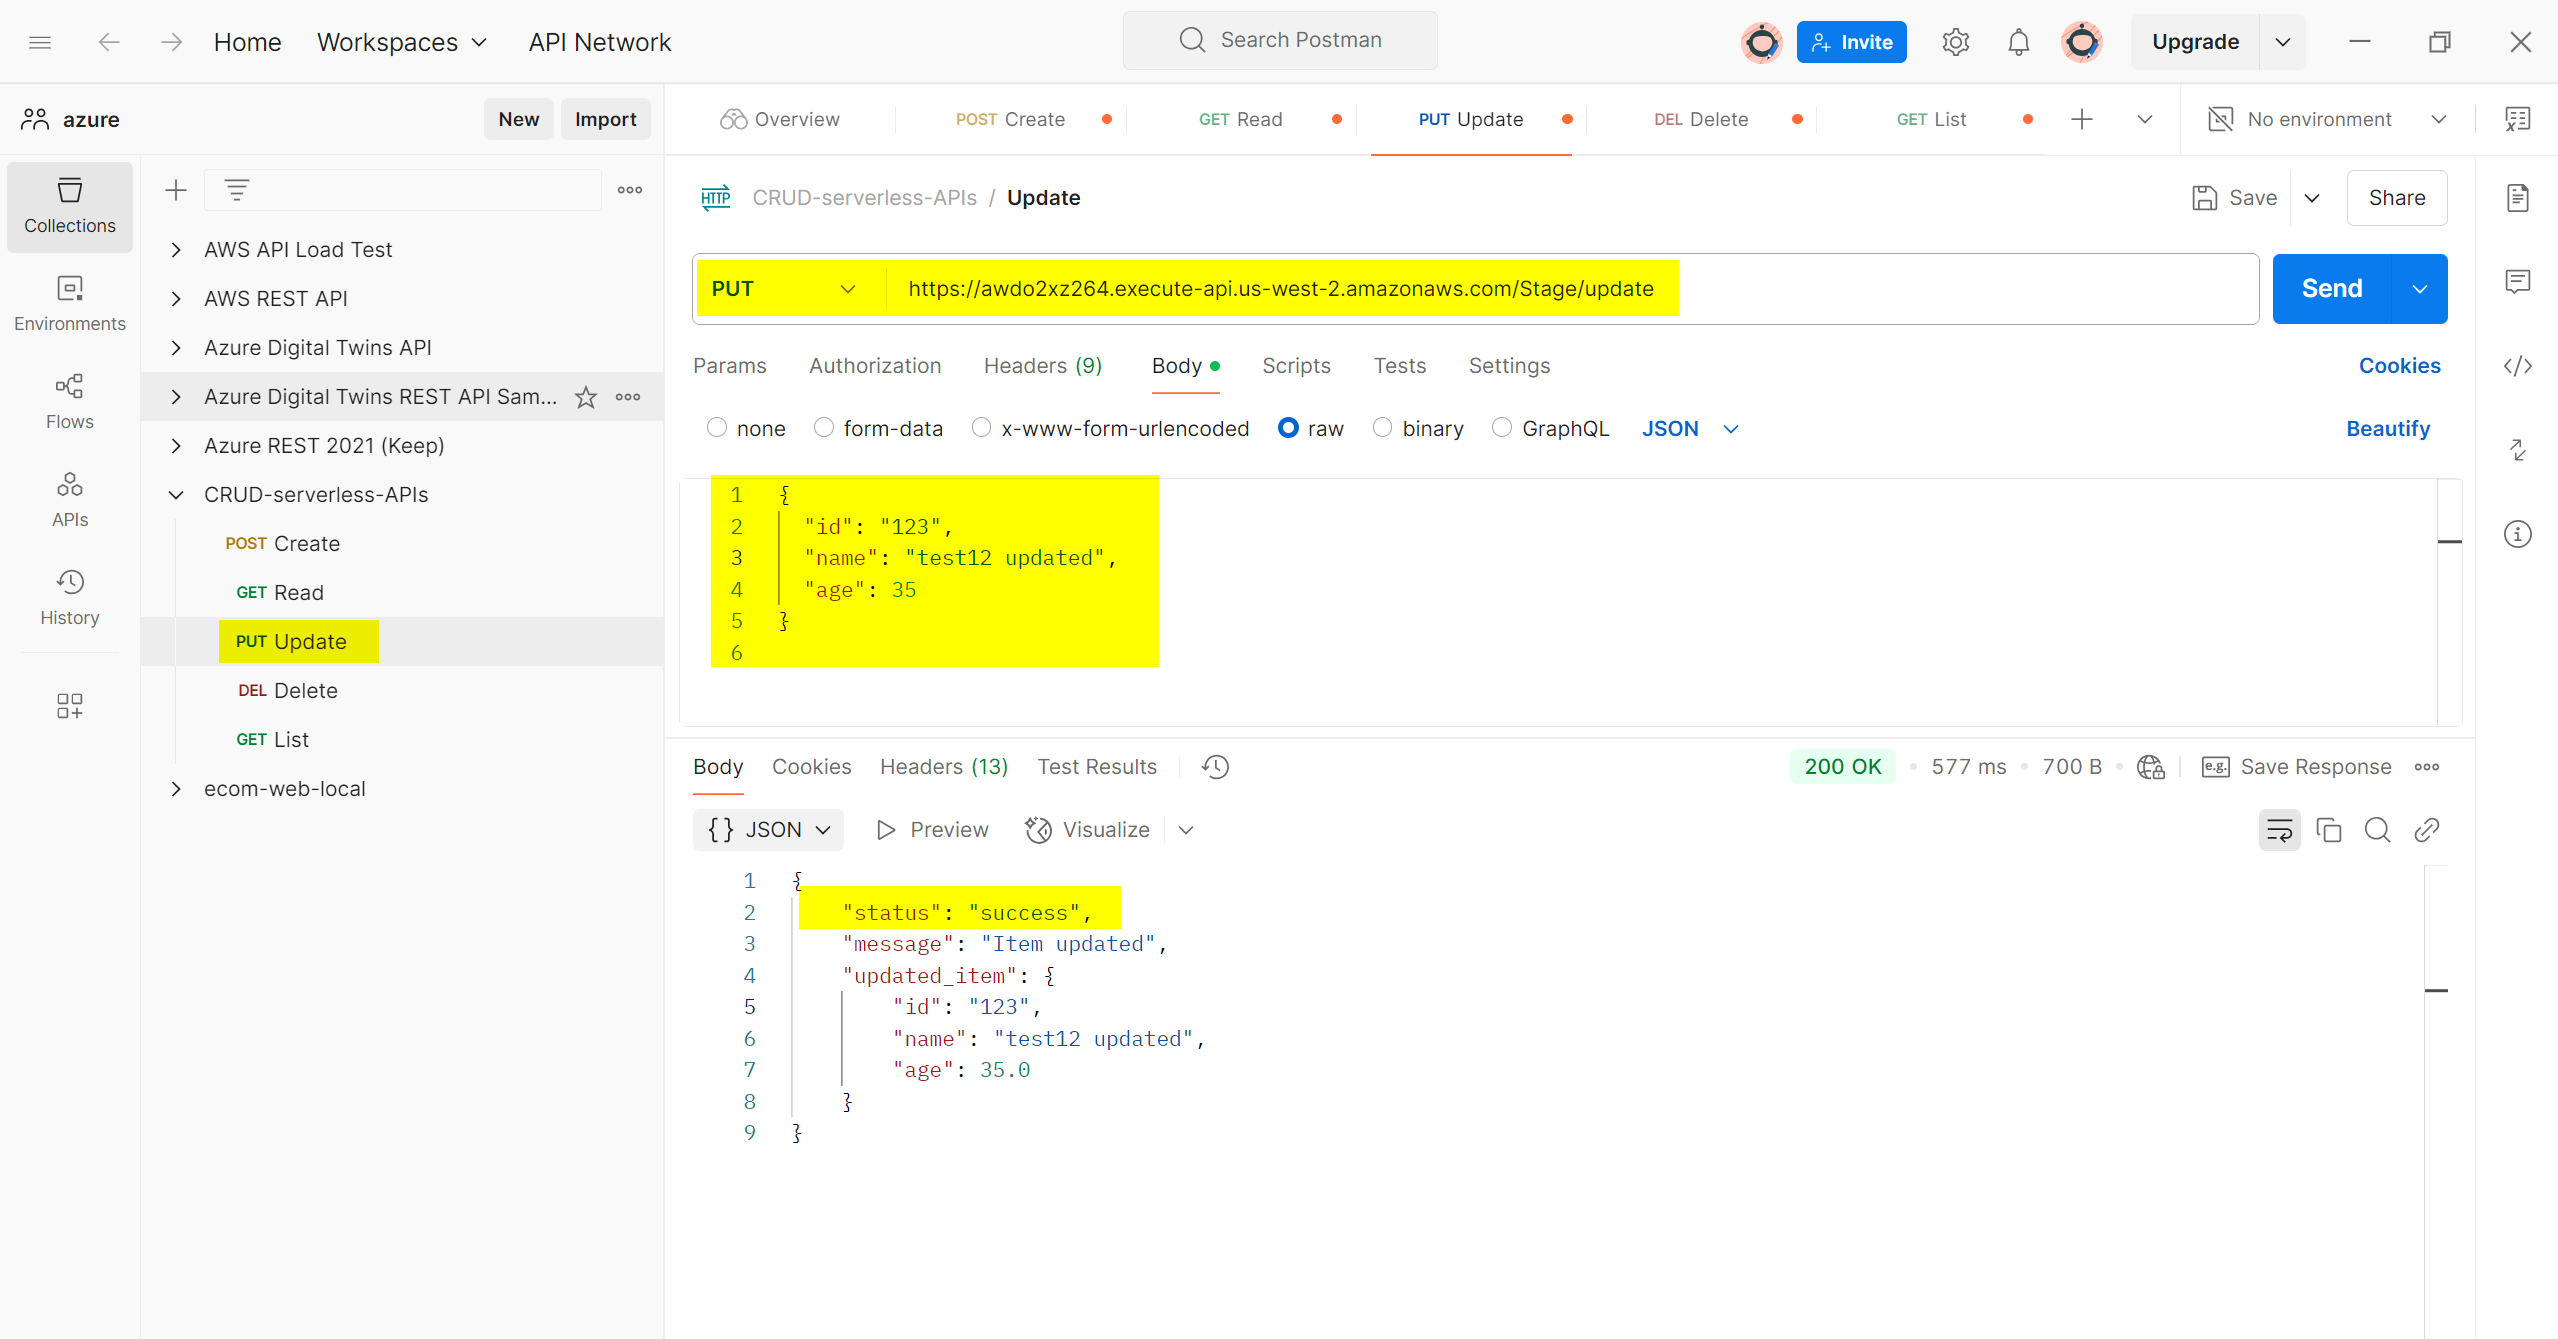 Home Workspaces API Network Search Postman Invite Upgrade
azure New Import
Overview POST Create GET Read PUT Update DEL Delete GET List No environment
Collections
Environments
Flows
APIs
History
AWS API Load Test
AWS REST API
Azure Digital Twins API
Azure Digital Twins REST API Sam...
Azure REST 2021 (Keep)
CRUD-serverless-APIs
POST Create
GET Read
PUT Update
DEL Delete
GET List
ecom-web-local
HTTP CRUD-serverless-APIs / Update Save Share
PUT https://awdo2xz264.execute-api.us-west-2.amazonaws.com/Stage/update Send
Params Authorization Headers (9) Body Scripts Tests Settings Cookies
none form-data x-www-form-urlencoded raw binary GraphQL JSON Beautify
1 {
2 "id": "123",
3 "name": "test12 updated",
4 "age": 35
5 }
6
Body Cookies Headers (13) Test Results 200 OK 577 ms 700 B e.g. Save Response
{} JSON Preview Visualize
1 {
2 "status": "success",
3 "message": "Item updated",
4 "updated_item": {
5 "id": "123",
6 "name": "test12 updated",
7 "age": 35.0
8 }
9 }